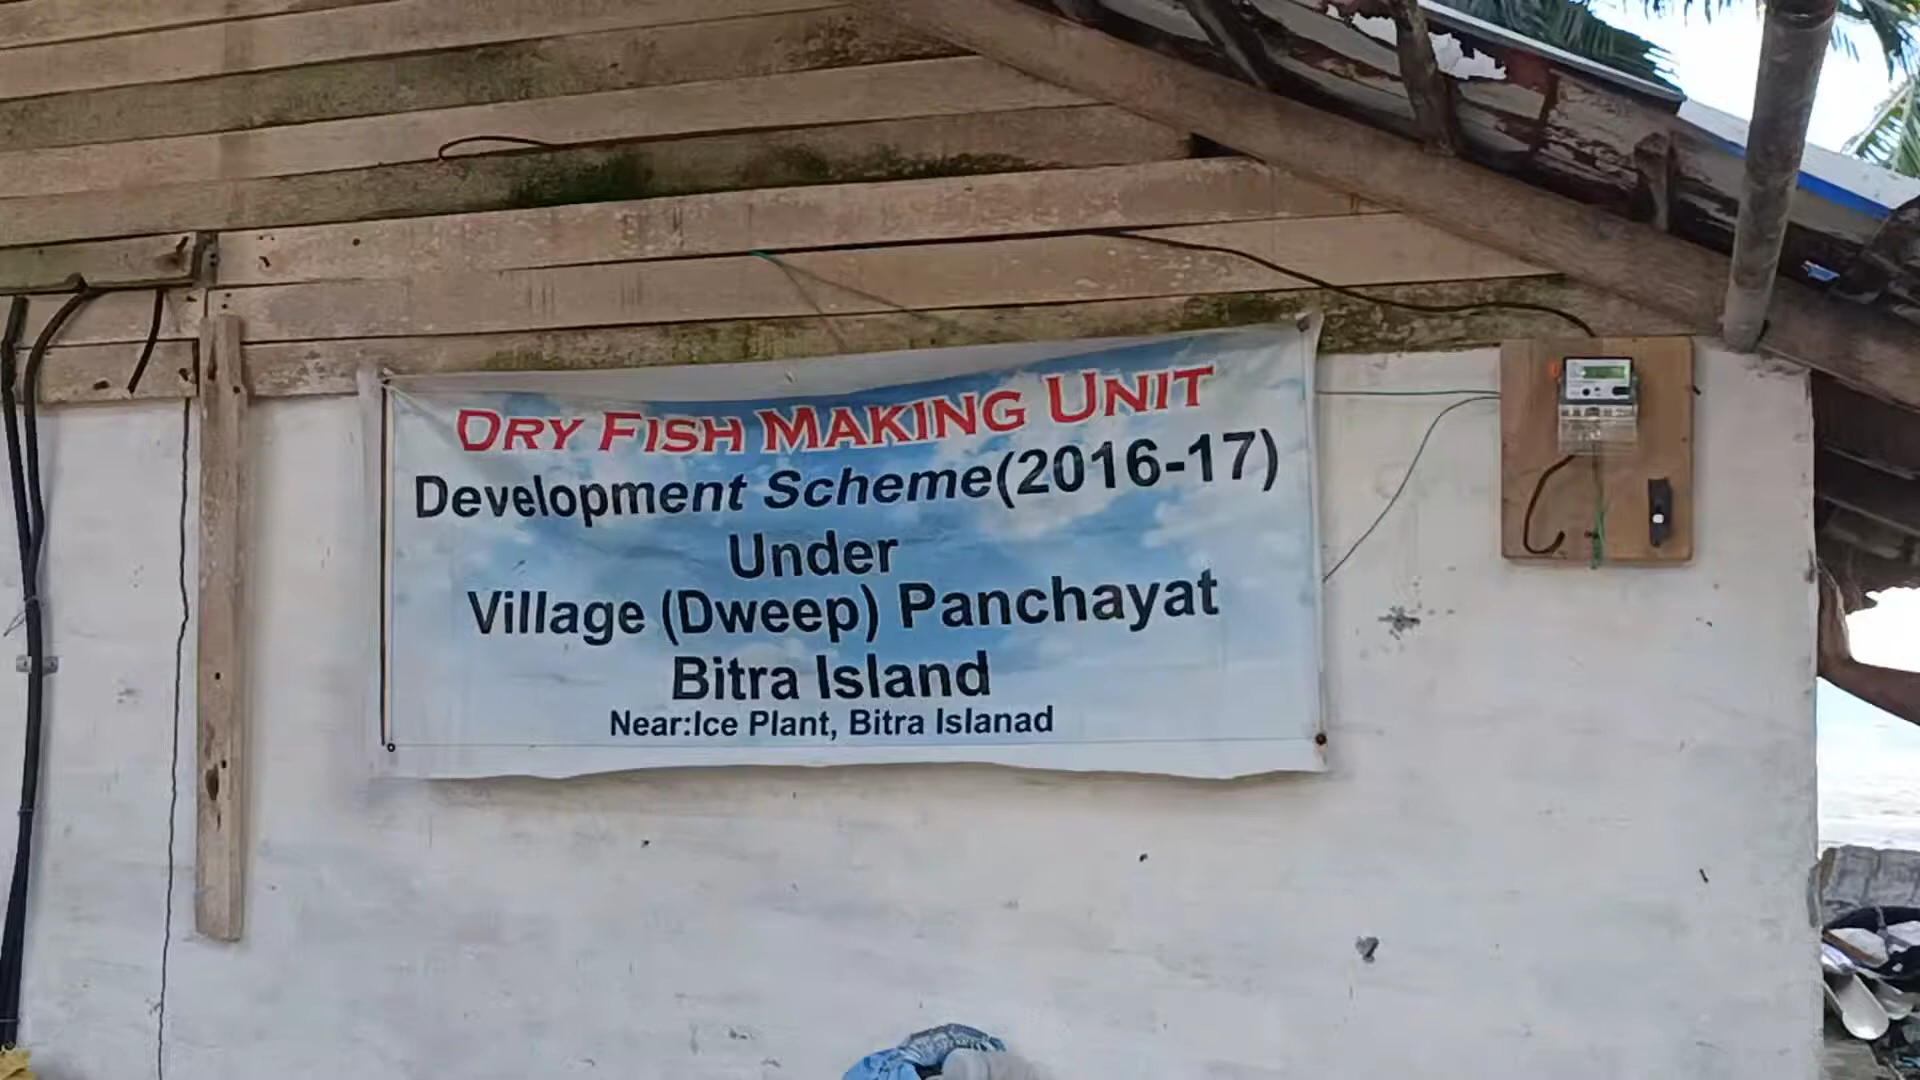 DRY FISH MAKING UNIT
Development Scheme(2016-17)
Under
Village (Dweep) Panchayat
Bitra Island
Near:Ice Plant, Bitra Islanad